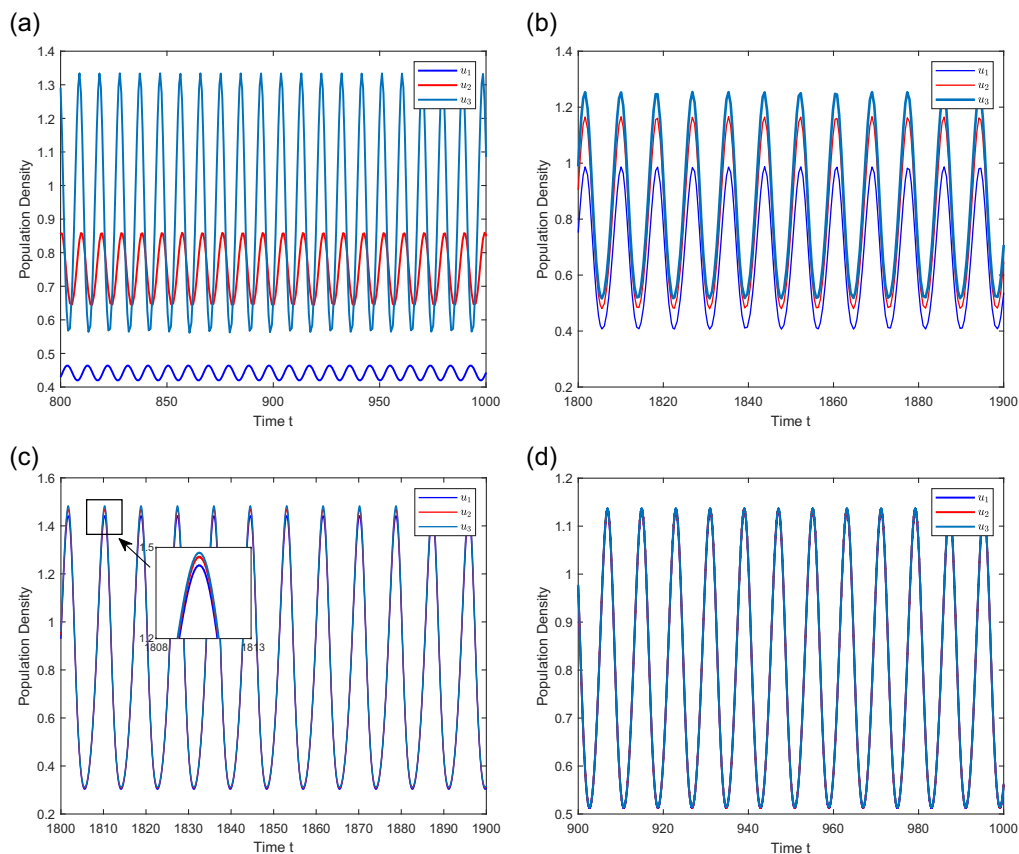 (a)
1.4
1.3
1.2
1.1
1
0.9
0.8
0.7
0.6
0.5
0.4
Population Density
800
850
900
950
1000
Time t
u1
u2
u3
(b)
1.4
1.2
1
0.8
0.6
0.4
0.2
Population Density
1800
1820
1840
1860
1880
1900
Time t
u1
u2
u3
(c)
1.6
1.4
1.2
1
0.8
0.6
0.4
0.2
Population Density
1800
1810
1820
1830
1840
1850
1860
1870
1880
1890
1900
Time t
u1
u2
u3
1.5
1.2
1808
1813
(d)
1.2
1.1
1
0.9
0.8
0.7
0.6
0.5
Population Density
900
920
940
960
980
1000
Time t
u1
u2
u3